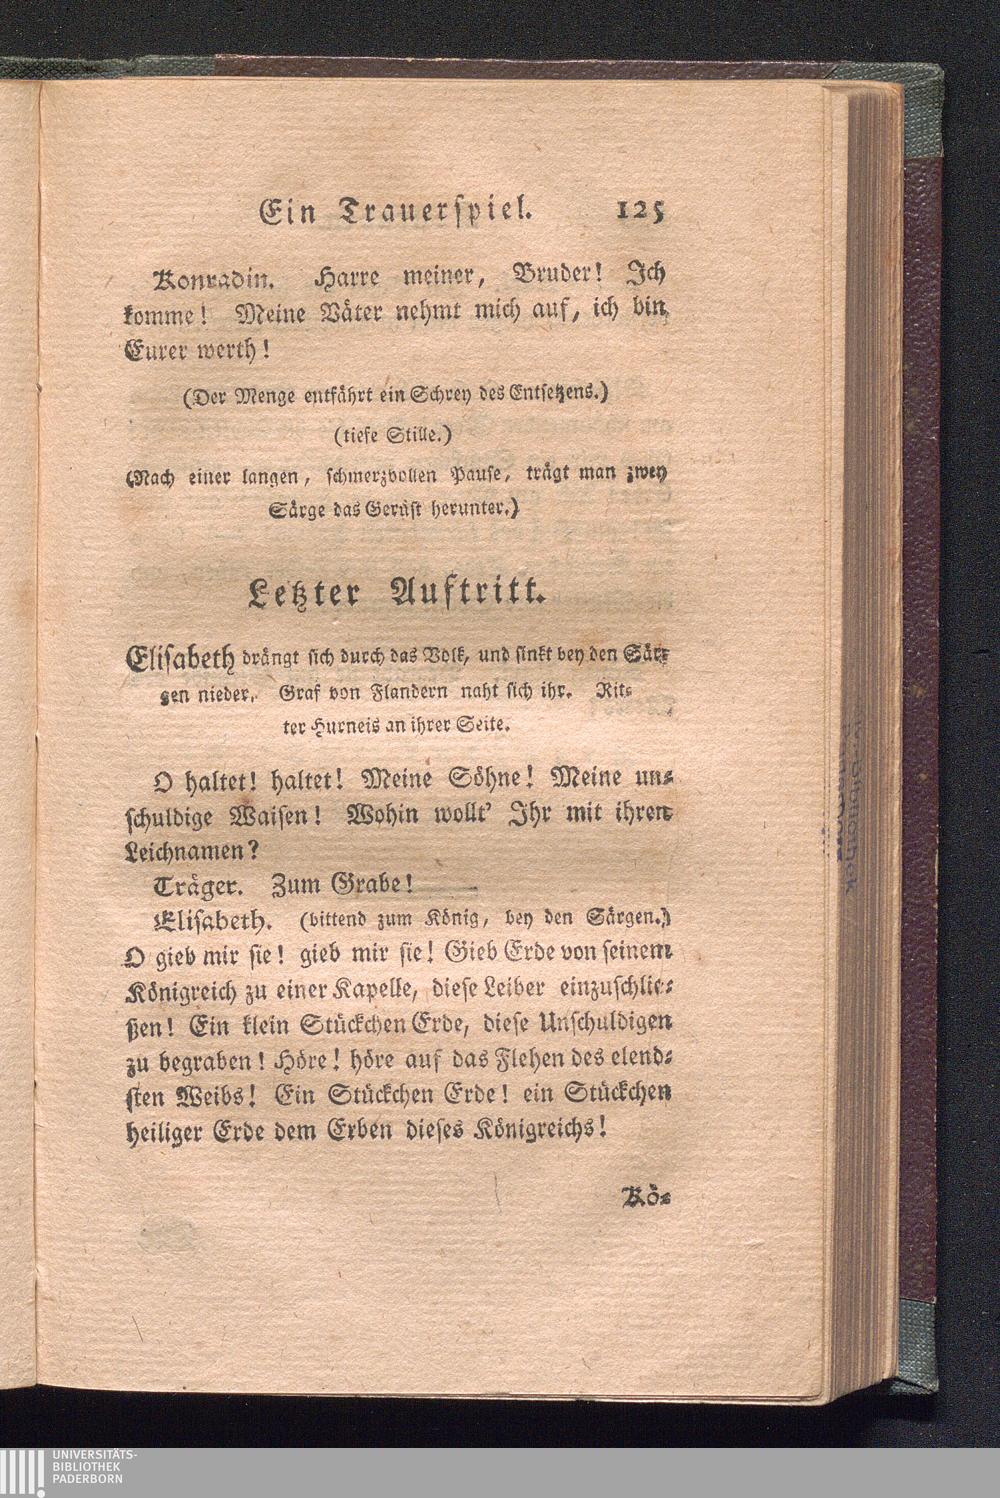 Ein Trauerspiel. 125
Konradin. Harre meiner, Bruder! Ich
komme! Meine Väter nehmt mich auf, ich bin
Eurer werth!
(Der Menge entfährt ein Schrey des Entsetzens.)
(tiefe Stille.)
(Nach einer langen, schmerzvollen Pause, trägt man zwey
Särge das Gerüst herunter.)
Letzter Auftritt.
Elisabeth drängt sich durch das Volk, und sinkt bey den Sär-
gen nieder. Graf von Flandern naht sich ihr. Rit-
ter Hurneis an ihrer Seite.
O haltet! haltet! Meine Söhne! Meine un-
schuldige Waisen! Wohin wollt' Ihr mit ihren
Leichnamen?
Träger. Zum Grabe!
Elisabeth. (bittend zum König, bey den Särgen.)
O gieb mir sie! gieb mir sie! Gieb Erde von seinem
Königreich zu einer Kapelle, diese Leiber einzuschlie-
ßen! Ein klein Stückchen Erde, diese Unschuldigen
zu begraben! Höre! höre auf das Flehen des elend-
sten Weibs! Ein Stückchen Erde! ein Stückchen
heiliger Erde dem Erben dieses Königreichs!
Kö-
UNIVERSITÄTS-
BIBLIOTHEK
PADERBORN